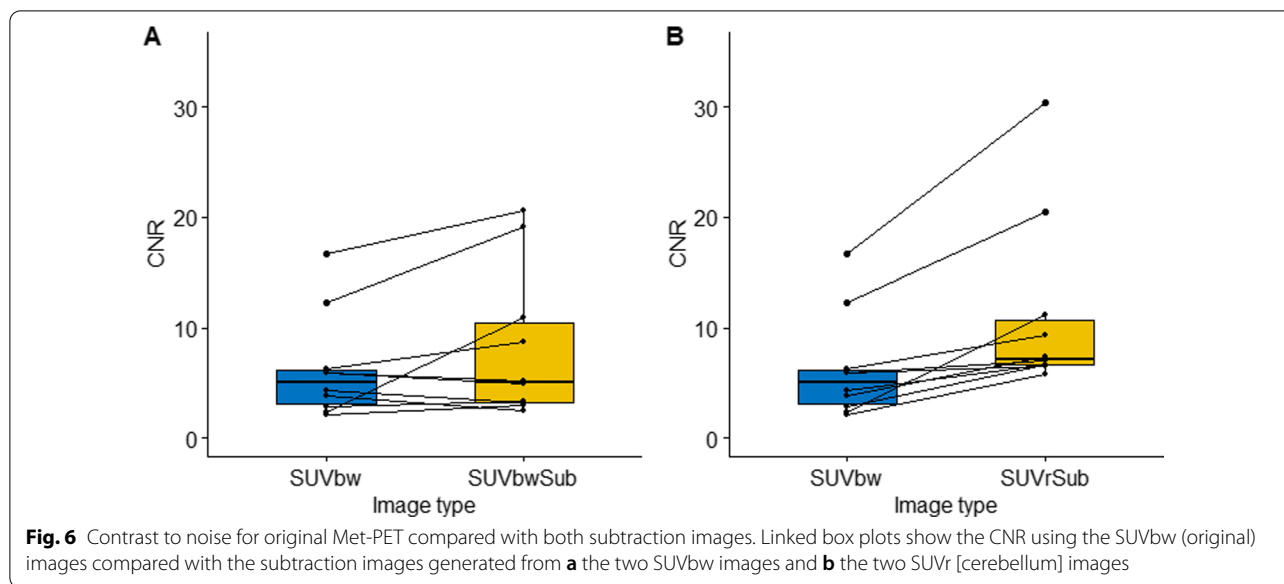 A
B
30
20
10
0
CNR
SUVbw
SUVbwSub
Image type
30
20
10
0
CNR
SUVbw
SUVrSub
Image type
Fig. 6 Contrast to noise for original Met-PET compared with both subtraction images. Linked box plots show the CNR using the SUVbw (original)
images compared with the subtraction images generated from a the two SUVbw images and b the two SUVr [cerebellum] images